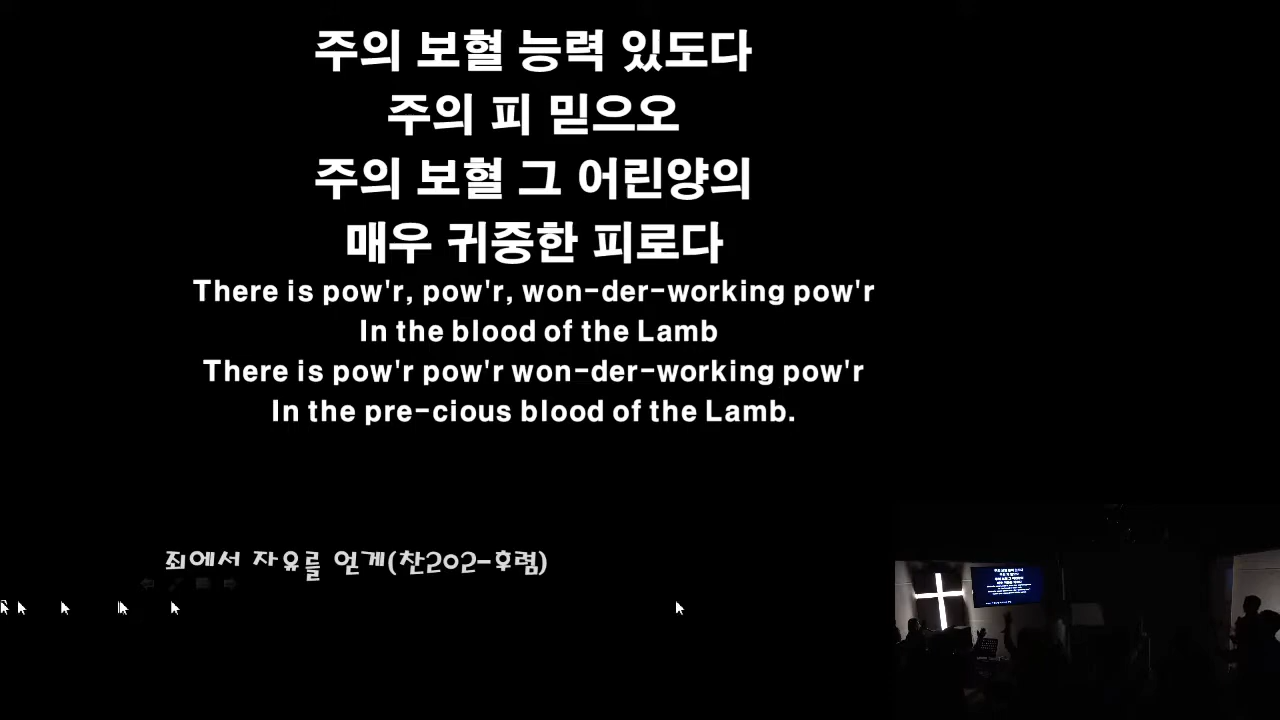 주의 보혈 능력 있도다
주의 피 믿으오
주의 보혈 그 어린양의
매우 귀중한 피로다
There is pow'r, pow'r, won-der-working pow'r
In the blood of the Lamb
There is pow'r pow'r won-der-working pow'r
In the pre-cious blood of the Lamb.
죄에서 자유를 얻게(찬202-후렴)